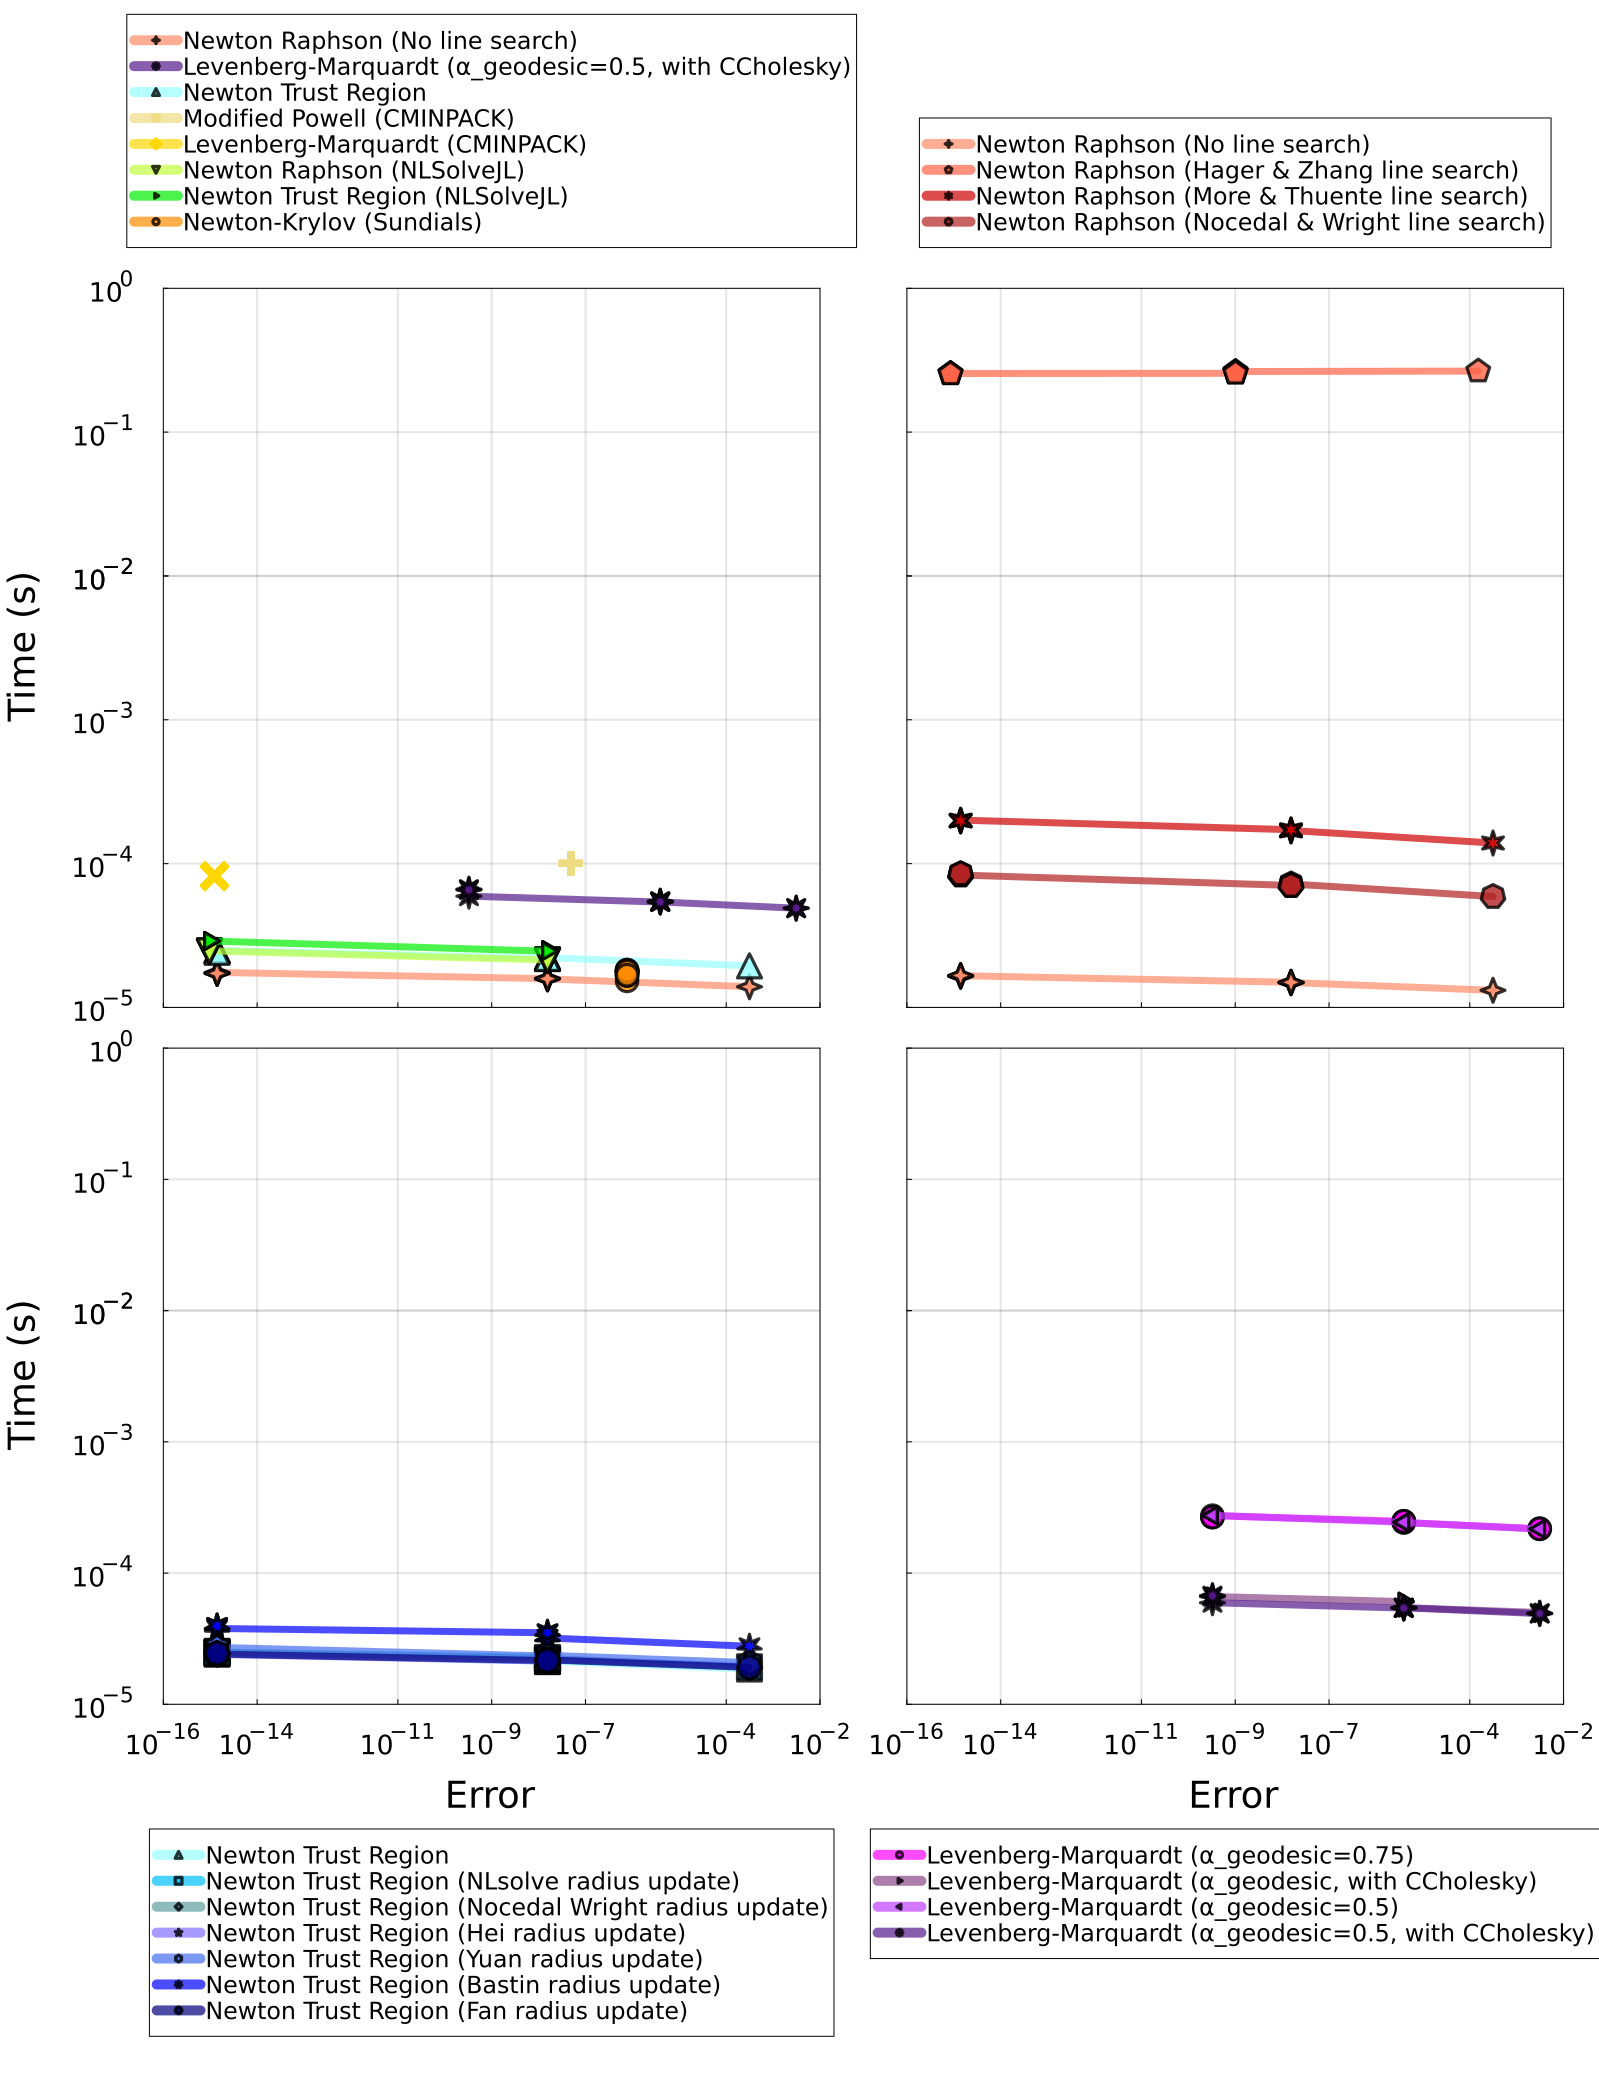 Newton Raphson (No line search)
Levenberg-Marquardt (α_geodesic=0.5, with CCholesky)
Newton Trust Region
Modified Powell (CMINPACK)
Levenberg-Marquardt (CMINPACK)
Newton Raphson (NLSolveJL)
Newton Trust Region (NLSolveJL)
Newton-Krylov (Sundials)
Newton Raphson (No line search)
Newton Raphson (Hager & Zhang line search)
Newton Raphson (More & Thuente line search)
Newton Raphson (Nocedal & Wright line search)
Time (s)
10⁰
10⁻¹
10⁻²
10⁻³
10⁻⁴
10⁻⁵
Time (s)
10⁰
10⁻¹
10⁻²
10⁻³
10⁻⁴
10⁻⁵
10⁻¹⁶ 10⁻¹⁴ 10⁻¹¹ 10⁻⁹ 10⁻⁷ 10⁻⁴ 10⁻²
Error
10⁻¹⁶ 10⁻¹⁴ 10⁻¹¹ 10⁻⁹ 10⁻⁷ 10⁻⁴ 10⁻²
Error
Newton Trust Region
Newton Trust Region (NLsolve radius update)
Newton Trust Region (Nocedal Wright radius update)
Newton Trust Region (Hei radius update)
Newton Trust Region (Yuan radius update)
Newton Trust Region (Bastin radius update)
Newton Trust Region (Fan radius update)
Levenberg-Marquardt (α_geodesic=0.75)
Levenberg-Marquardt (α_geodesic, with CCholesky)
Levenberg-Marquardt (α_geodesic=0.5)
Levenberg-Marquardt (α_geodesic=0.5, with CCholesky)